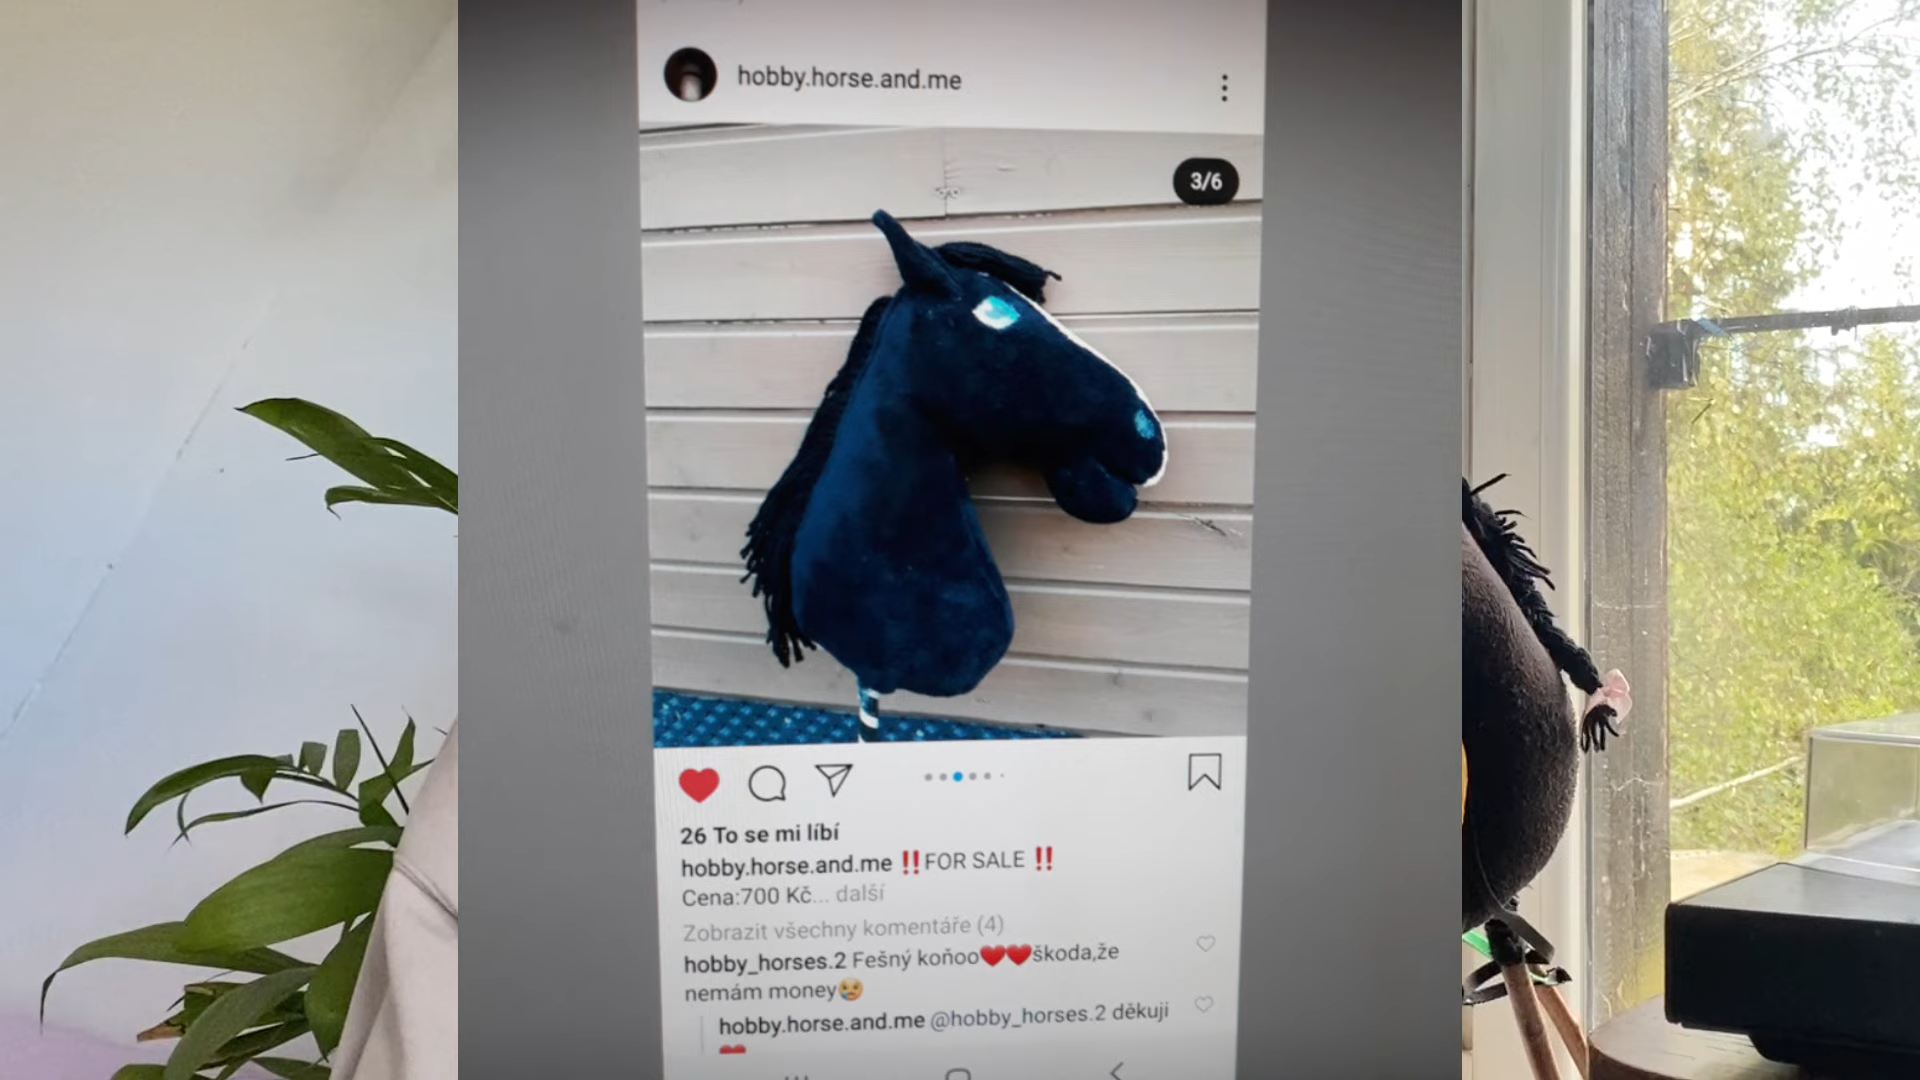 hobby.horse.and.me
3/6
26 To se mi líbí
hobby.horse.and.me ‼️FOR SALE ‼️
Cena:700 Kč... další
Zobrazit všechny komentáře (4)
hobby_horses.2 Fešný koňoo❤️❤️škoda,že
nemám money😢
hobby.horse.and.me @hobby_horses.2 děkuji
❤️